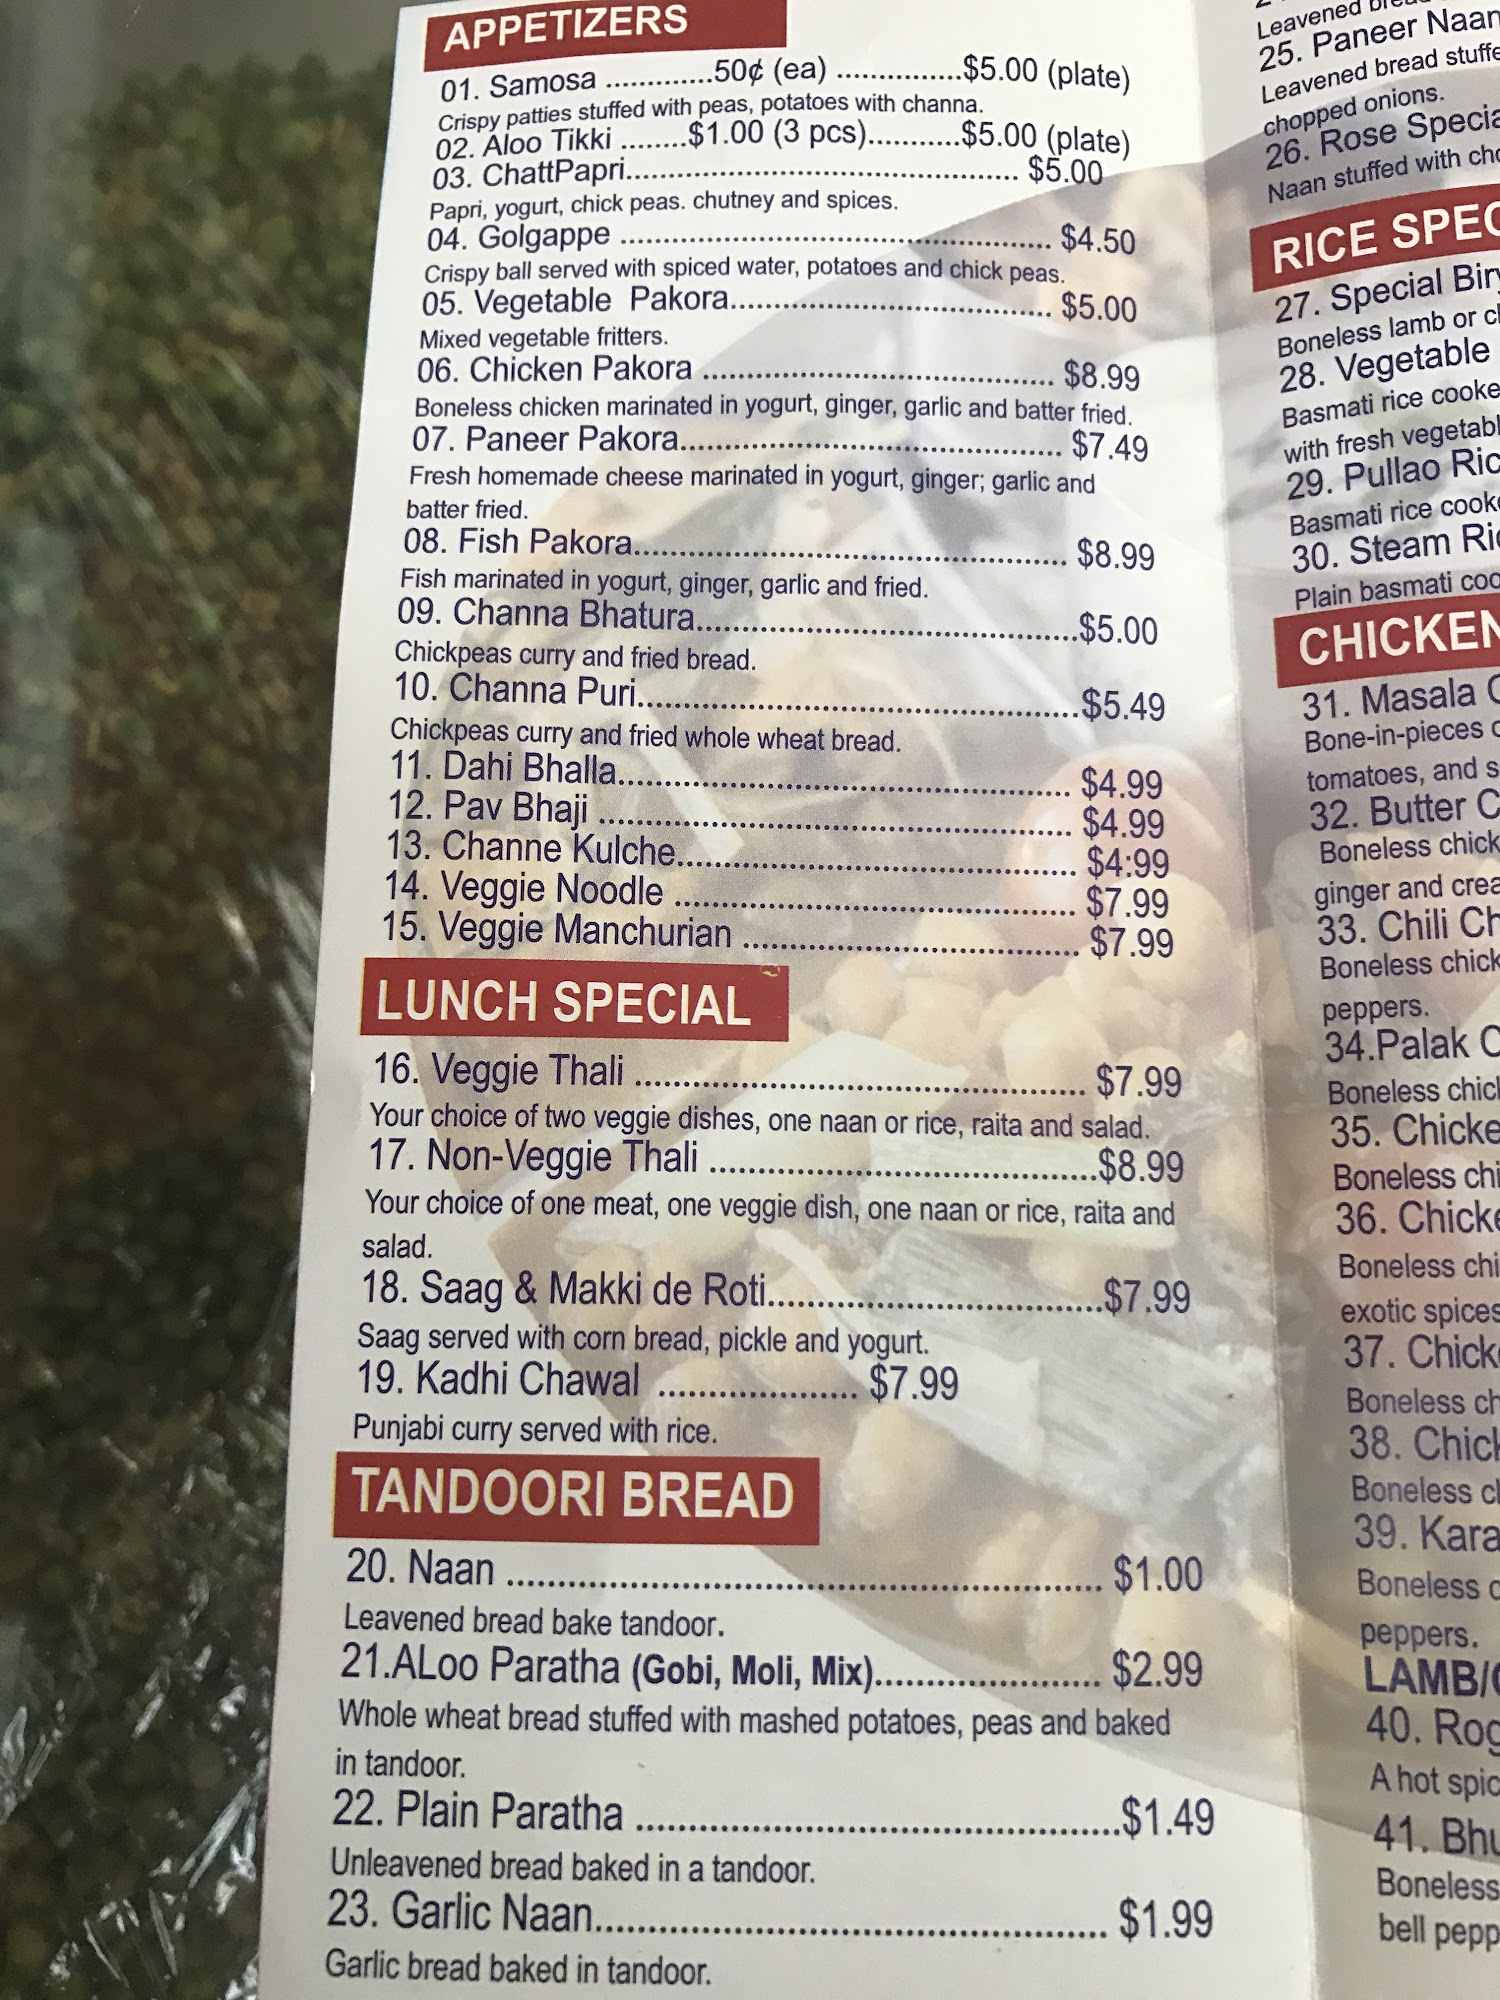 APPETIZERS
01. Samosa .............50¢ (ea) ...............$5.00 (plate)
Crispy patties stuffed with peas, potatoes with channa.
02. Aloo Tikki ........$1.00 (3 pcs)...........$5.00 (plate)
03. ChattPapri................................................ $5.00
Papri, yogurt, chick peas. chutney and spices.
04. Golgappe .................................................... $4.50
Crispy ball served with spiced water, potatoes and chick peas.
05. Vegetable Pakora....................................... $5.00
Mixed vegetable fritters.
06. Chicken Pakora .......................................... $8.99
Boneless chicken marinated in yogurt, ginger, garlic and batter fried.
07. Paneer Pakora............................................. $7.49
Fresh homemade cheese marinated in yogurt, ginger; garlic and
batter fried.
08. Fish Pakora.................................................. $8.99
Fish marinated in yogurt, ginger, garlic and fried.
09. Channa Bhatura.............................................$5.00
Chickpeas curry and fried bread.
10. Channa Puri...................................................$5.49
Chickpeas curry and fried whole wheat bread.
11. Dahi Bhalla.................................................... $4.99
12. Pav Bhaji ...................................................... $4.99
13. Channe Kulche.............................................. $4:99
14. Veggie Noodle .............................................. $7.99
15. Veggie Manchurian ...................................... $7.99
LUNCH SPECIAL
16. Veggie Thali .................................................. $7.99
Your choice of two veggie dishes, one naan or rice, raita and salad.
17. Non-Veggie Thali ...........................................$8.99
Your choice of one meat, one veggie dish, one naan or rice, raita and
salad.
18. Saag & Makki de Roti.....................................$7.99
Saag served with corn bread, pickle and yogurt.
19. Kadhi Chawal ..................... $7.99
Punjabi curry served with rice.
TANDOORI BREAD
20. Naan ............................................................. $1.00
Leavened bread bake tandoor.
21.ALoo Paratha (Gobi, Moli, Mix)....................... $2.99
Whole wheat bread stuffed with mashed potatoes, peas and baked
in tandoor.
22. Plain Paratha .................................................$1.49
Unleavened bread baked in a tandoor.
23. Garlic Naan.................................................... $1.99
Garlic bread baked in tandoor.
Leavened
25. Paneer Naan
Leavened bread
chopped onions.
26. Rose
Naan stuffed with
RICE
27. Special
Boneless lamb or
28. Vegetable
Basmati rice
with fresh
29. Pullao
Basmati rice
30. Steam
Plain basmati
CHICKEN
31. Masala
Bone-in-pieces
tomatoes, and
32. Butter
Boneless
ginger and
33. Chili
Boneless
peppers.
34.Palak
Boneless
35.
Boneless
36.
Boneless
exotic spices
37.
Boneless
38.
Boneless
39.
Boneless
peppers.
LAMB/
40.
A hot
41.
Boneless
bell